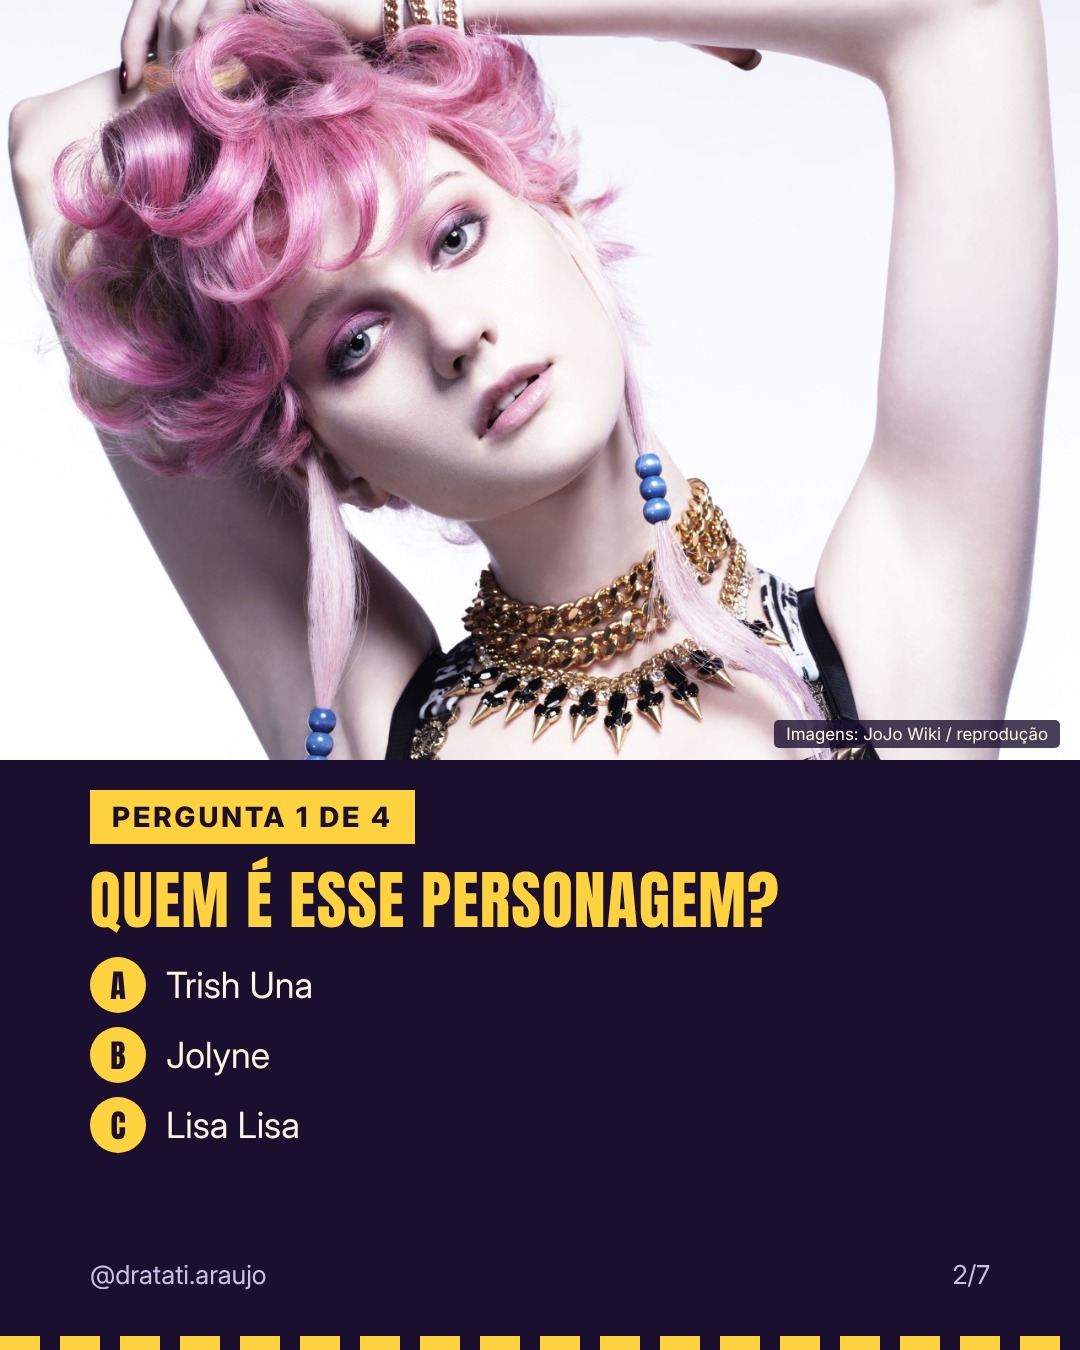 Imagens: JoJo Wiki / reprodução
PERGUNTA 1 DE 4
QUEM É ESSE PERSONAGEM?
A Trish Una
B Jolyne
C Lisa Lisa
@dratati.araujo
2/7